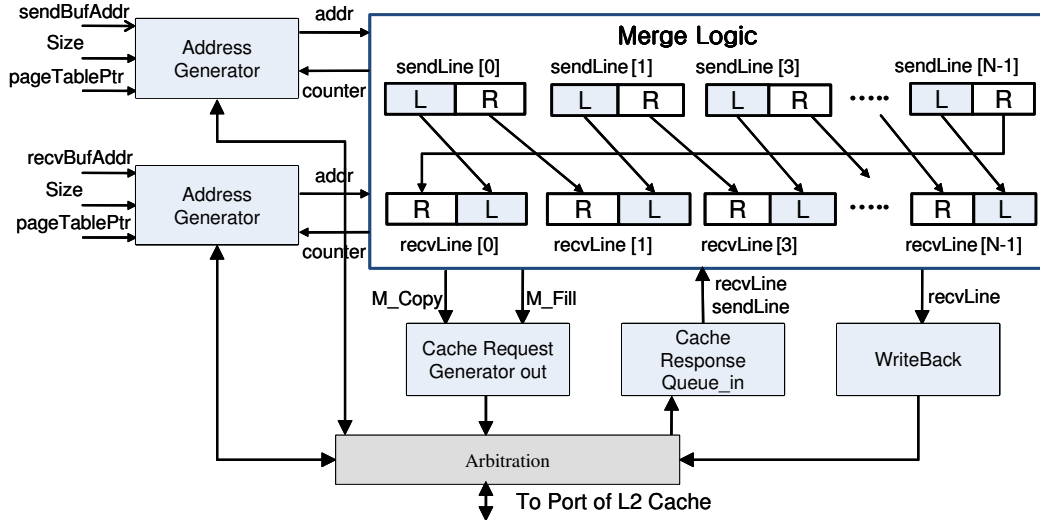 sendBufAddr
Size
pageTablePtr
Address
Generator
addr
counter
recvBufAddr
Size
pageTablePtr
Address
Generator
addr
counter
Merge Logic
sendLine [0] sendLine [1] sendLine [3] sendLine [N-1]
L R L R L R ..... L R
R L R L R L ..... R L
recvLine [0] recvLine [1] recvLine [3] recvLine [N-1]
M_Copy M_Fill
recvLine
sendLine
recvLine
Cache Request
Generator out
Cache
Response
Queue_in
WriteBack
Arbitration
To Port of L2 Cache